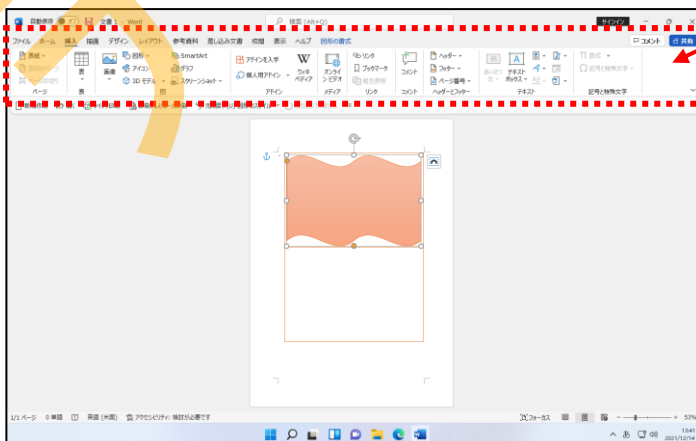 自動保存 オフ 文書 1 - Word 検索 (Alt+Q) サインイン
ファイル ホーム 挿入 描画 デザイン レイアウト 参考資料 差し込み文書 校閲 表示 ヘルプ 図形の書式 コメント 共有
表紙 図形 SmartArt アドインを入手 リンク ヘッダー 数式
表 画像 アイコン グラフ 個人用アドイン ウィキペディア オンラインビデオ ブックマーク コメント フッター テキストボックス 記号と特殊文字
3D モデル スクリーンショット 相互参照 ページ番号
ページ 表 図 アドイン メディア リンク コメント ヘッダーとフッター テキスト 記号と特殊文字
1/1 ページ 0 単語 英語 (米国) アクセシビリティ: 検討が必要です フォーカス 53%
あ 13:41
2021/12/14